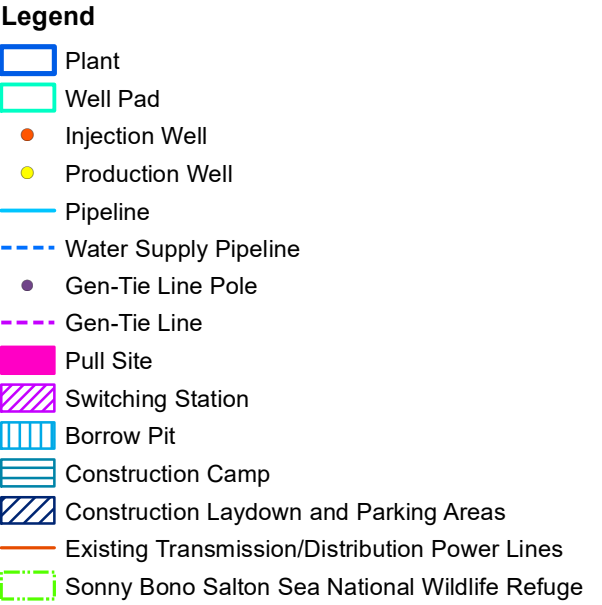 Legend
Plant
Well Pad
Injection Well
Production Well
Pipeline
Water Supply Pipeline
Gen-Tie Line Pole
Gen-Tie Line
Pull Site
Switching Station
Borrow Pit
Construction Camp
Construction Laydown and Parking Areas
Existing Transmission/Distribution Power Lines
Sonny Bono Salton Sea National Wildlife Refuge